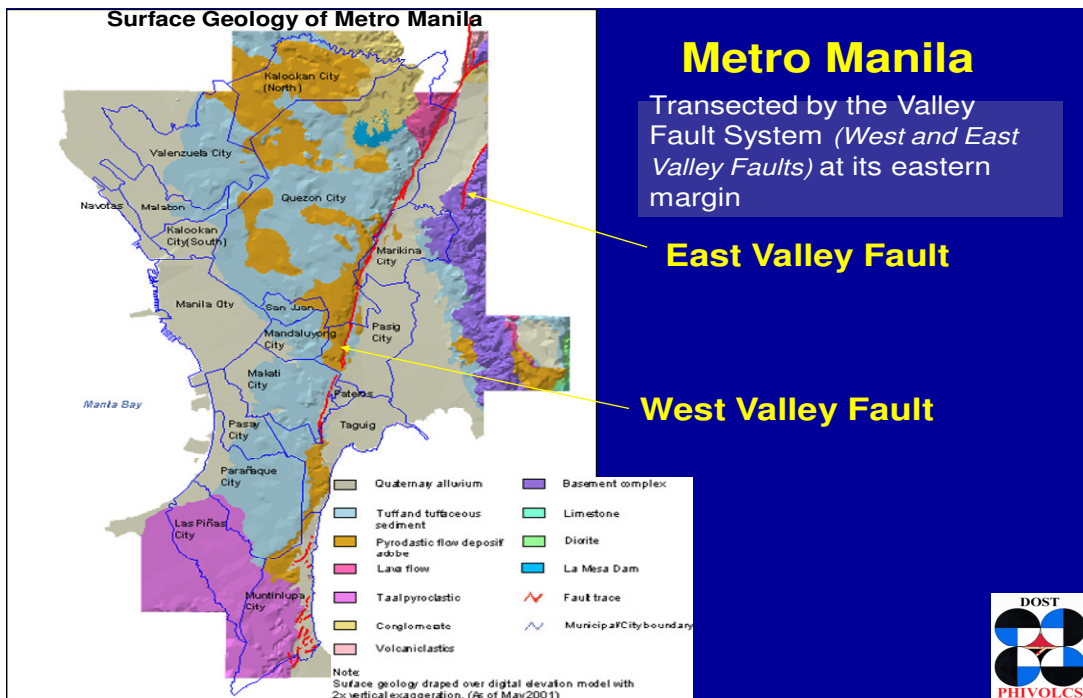 Surface Geology of Metro Manila
Metro Manila
Transected by the Valley
Fault System (West and East
Valley Faults) at its eastern
margin
East Valley Fault
West Valley Fault
Kalookan City
(North)
Valenzuela City
Quezon City
Navotas
Malabon
Kalookan
City(South)
Marikina
City
Manila City
San Juan
Mandaluyong
City
Pasig
City
Makati
City
Manila Bay
Pateros
Pasay
City
Taguig
Parañaque
City
Las Piñas
City
Muntinlupa
City
Quaternary alluvium
Tuff and tuffaceous
sediment
Pyroclastic flow deposit/
adobe
Lava flow
Taal pyroclastic
Conglomerate
Volcaniclastics
Basement complex
Limestone
Diorite
La Mesa Dam
Fault trace
Municipal/City boundary
Note:
Surface geology draped over digital elevation model with
2x vertical exaggeration. (As of May2001)
DOST
PHIVOLCS